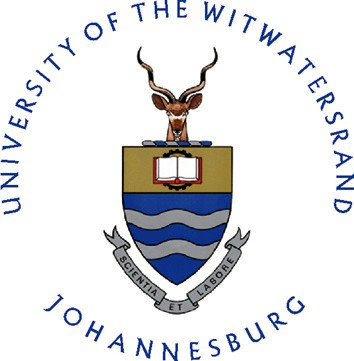 UNIVERSITY OF THE WITWATERSRAND
SCIENTIA ET LABORE
JOHANNESBURG